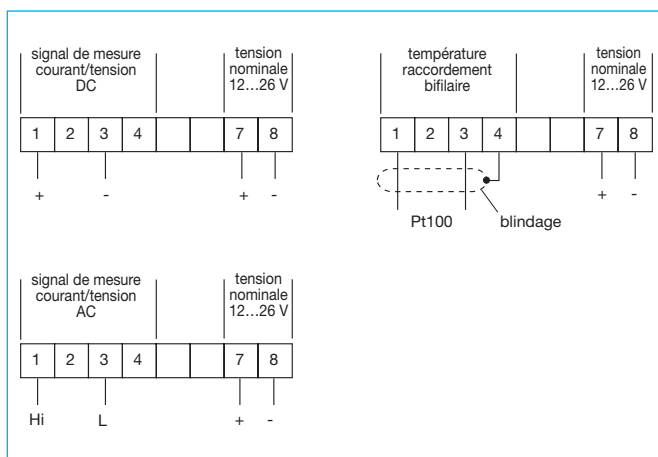 signal de mesure
courant/tension
DC
tension
nominale
12...26 V
1 2 3 4 7 8
+ - + -
température
raccordement
bifilaire
tension
nominale
12...26 V
1 2 3 4 7 8
Pt100 blindage + -
signal de mesure
courant/tension
AC
tension
nominale
12...26 V
1 2 3 4 7 8
Hi L + -